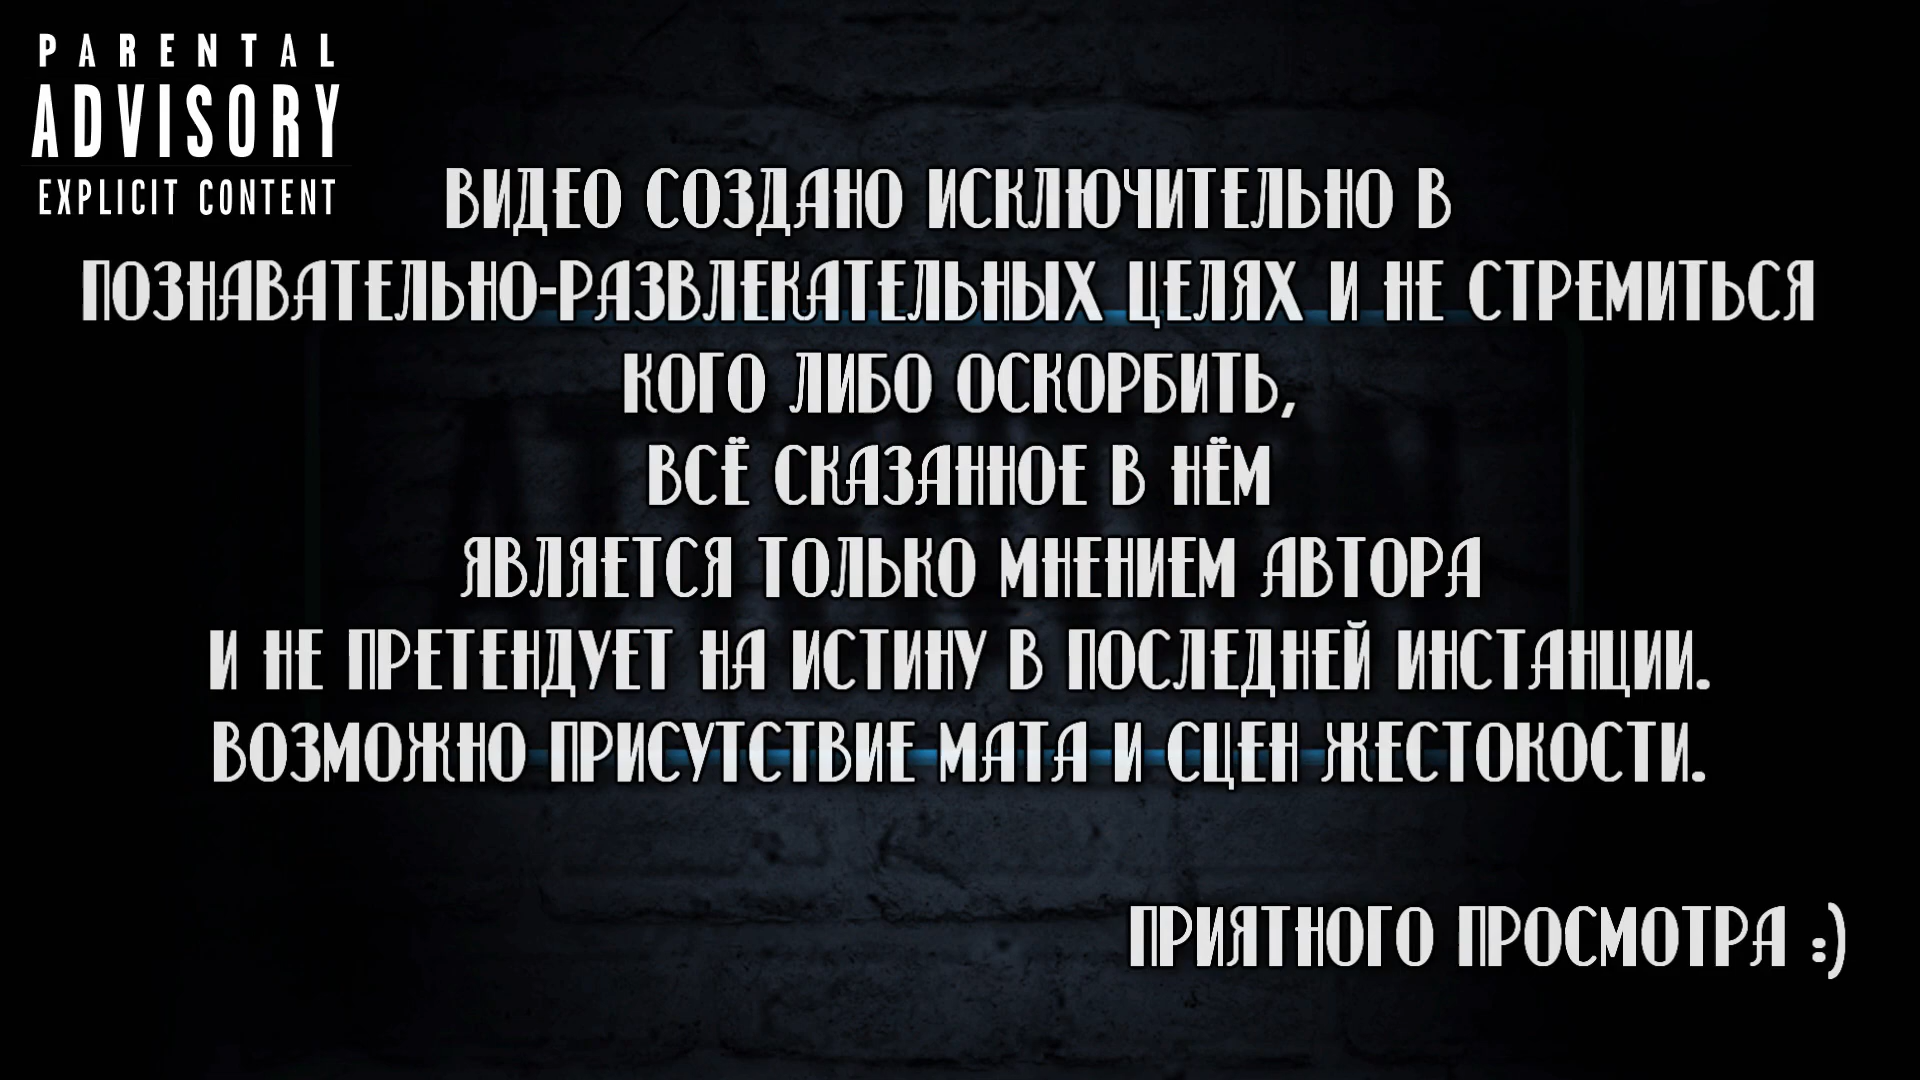 PARENTAL
ADVISORY
EXPLICIT CONTENT
ВИДЕО СОЗДАНО ИСКЛЮЧИТЕЛЬНО В
ПОЗНАВАТЕЛЬНО-РАЗВЛЕКАТЕЛЬНЫХ ЦЕЛЯХ И НЕ СТРЕМИТЬСЯ
КОГО ЛИБО ОСКОРБИТЬ,
ВСЁ СКАЗАННОЕ В НЁМ
ЯВЛЯЕТСЯ ТОЛЬКО МНЕНИЕМ АВТОРА
И НЕ ПРЕТЕНДУЕТ НА ИСТИНУ В ПОСЛЕДНЕЙ ИНСТАНЦИИ.
ВОЗМОЖНО ПРИСУТСТВИЕ МАТА И СЦЕН ЖЕСТОКОСТИ.
ПРИЯТНОГО ПРОСМОТРА :)